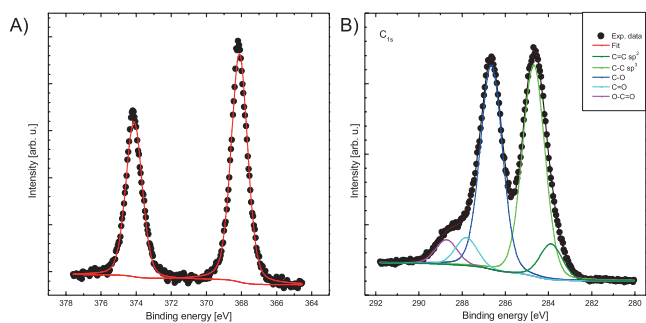 A)
Intensity [arb. u.]
378 376 374 372 370 368 366 364
Binding energy [eV]
B)
C1s
Exp. data
Fit
C=C sp2
C-C sp3
C-O
C=O
O-C=O
Intensity [arb. u.]
290 288 286 284 282 280
Binding energy [eV]